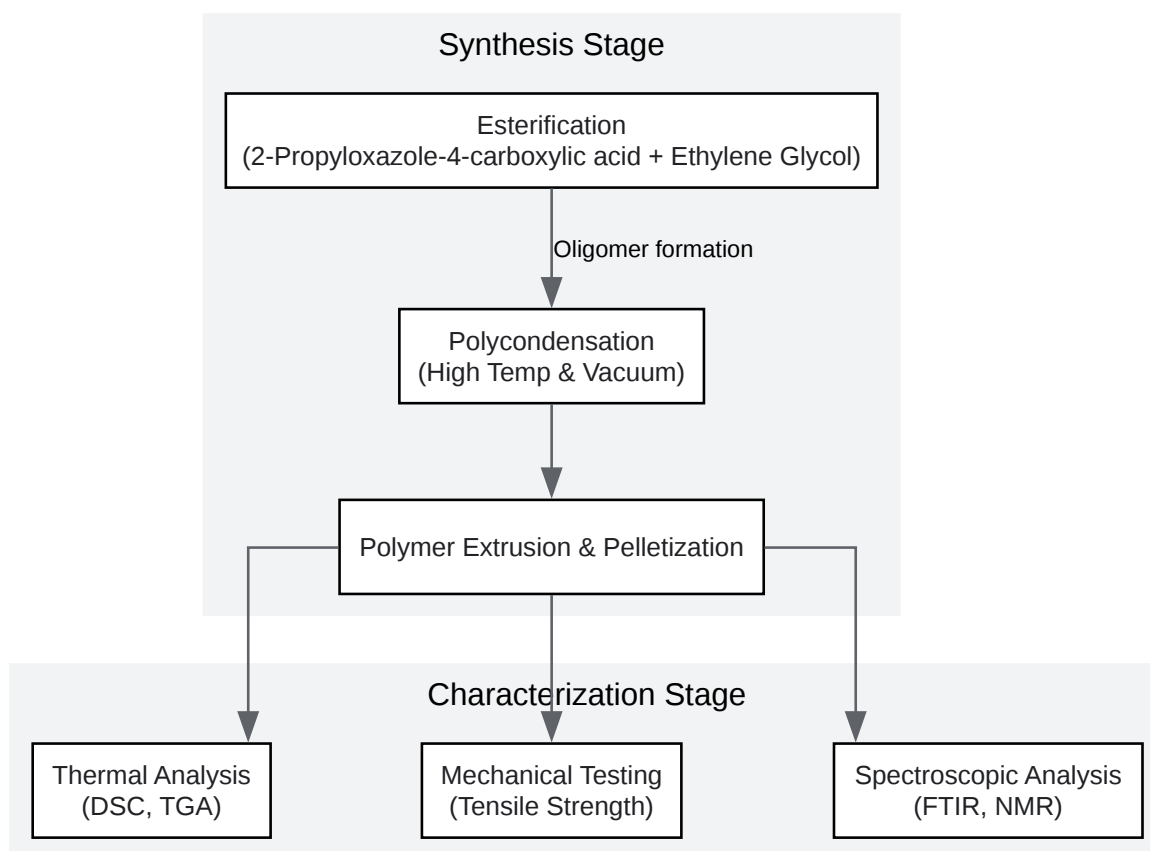 Synthesis Stage
Esterification
(2-Propyloxazole-4-carboxylic acid + Ethylene Glycol)
Oligomer formation
Polycondensation
(High Temp & Vacuum)
Polymer Extrusion & Pelletization
Characterization Stage
Thermal Analysis
(DSC, TGA)
Mechanical Testing
(Tensile Strength)
Spectroscopic Analysis
(FTIR, NMR)